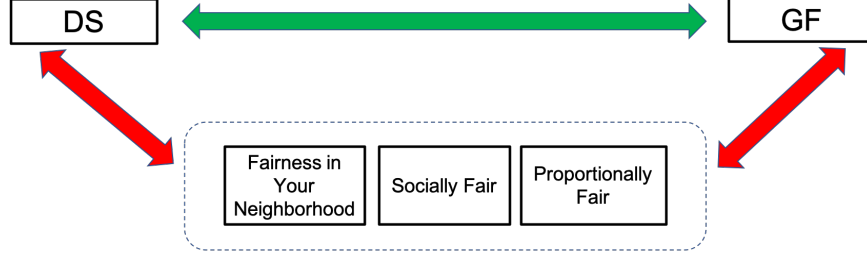 DS
GF
Fairness in
Your
Neighborhood
Socially Fair
Proportionally
Fair